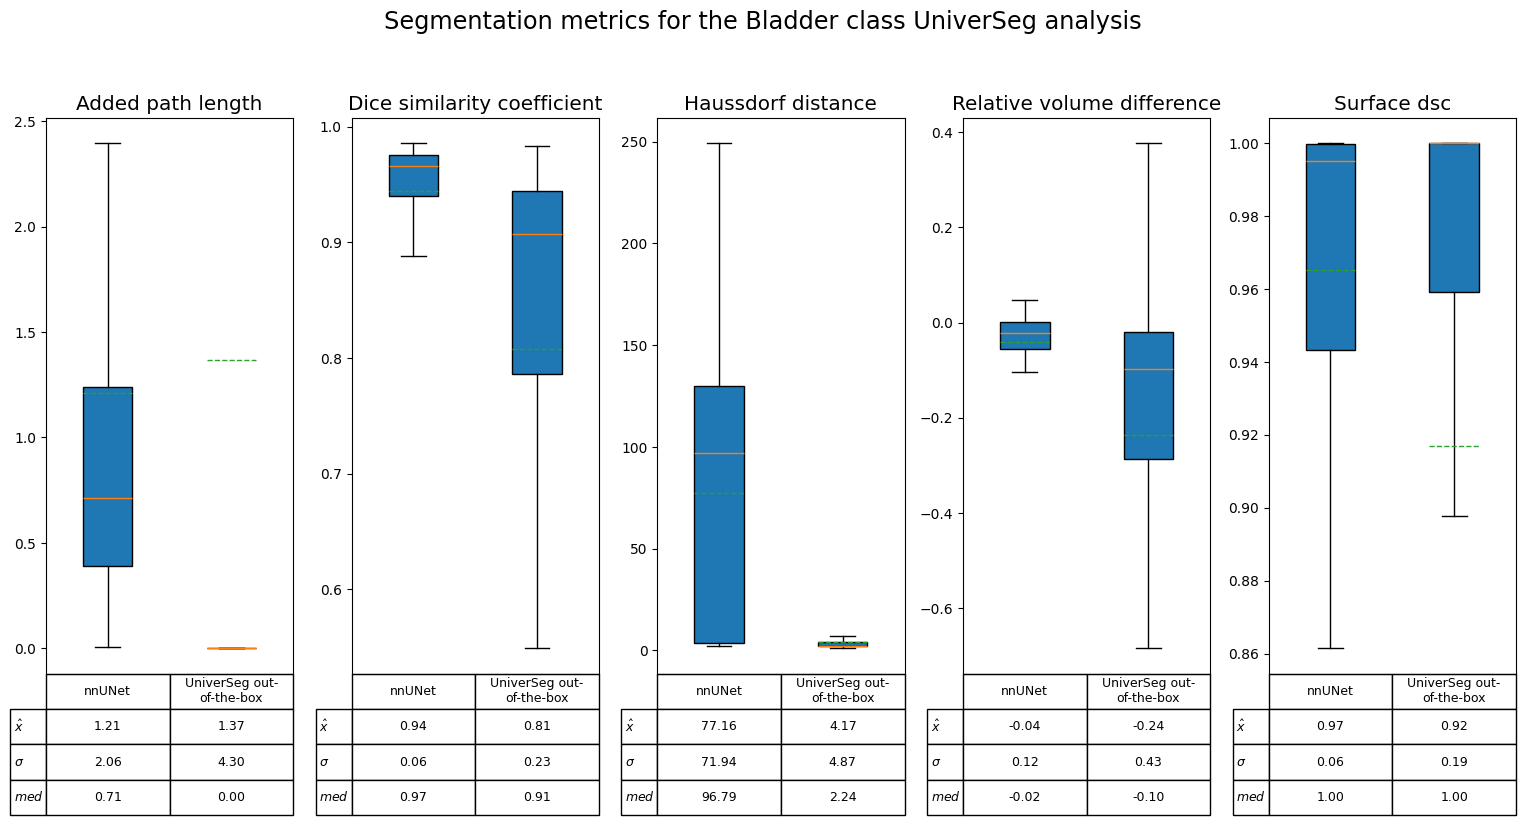 Segmentation metrics for the Bladder class UniverSeg analysis
Added path length
2.5
2.0
1.5
1.0
0.5
0.0
nnUNet
UniverSeg out-
of-the-box
x̂ 1.21 1.37
σ 2.06 4.30
med 0.71 0.00
Dice similarity coefficient
1.0
0.9
0.8
0.7
0.6
nnUNet
UniverSeg out-
of-the-box
x̂ 0.94 0.81
σ 0.06 0.23
med 0.97 0.91
Haussdorf distance
250
200
150
100
50
0
nnUNet
UniverSeg out-
of-the-box
x̂ 77.16 4.17
σ 71.94 4.87
med 96.79 2.24
Relative volume difference
0.4
0.2
0.0
−0.2
−0.4
−0.6
nnUNet
UniverSeg out-
of-the-box
x̂ -0.04 -0.24
σ 0.12 0.43
med -0.02 -0.10
Surface dsc
1.00
0.98
0.96
0.94
0.92
0.90
0.88
0.86
nnUNet
UniverSeg out-
of-the-box
x̂ 0.97 0.92
σ 0.06 0.19
med 1.00 1.00